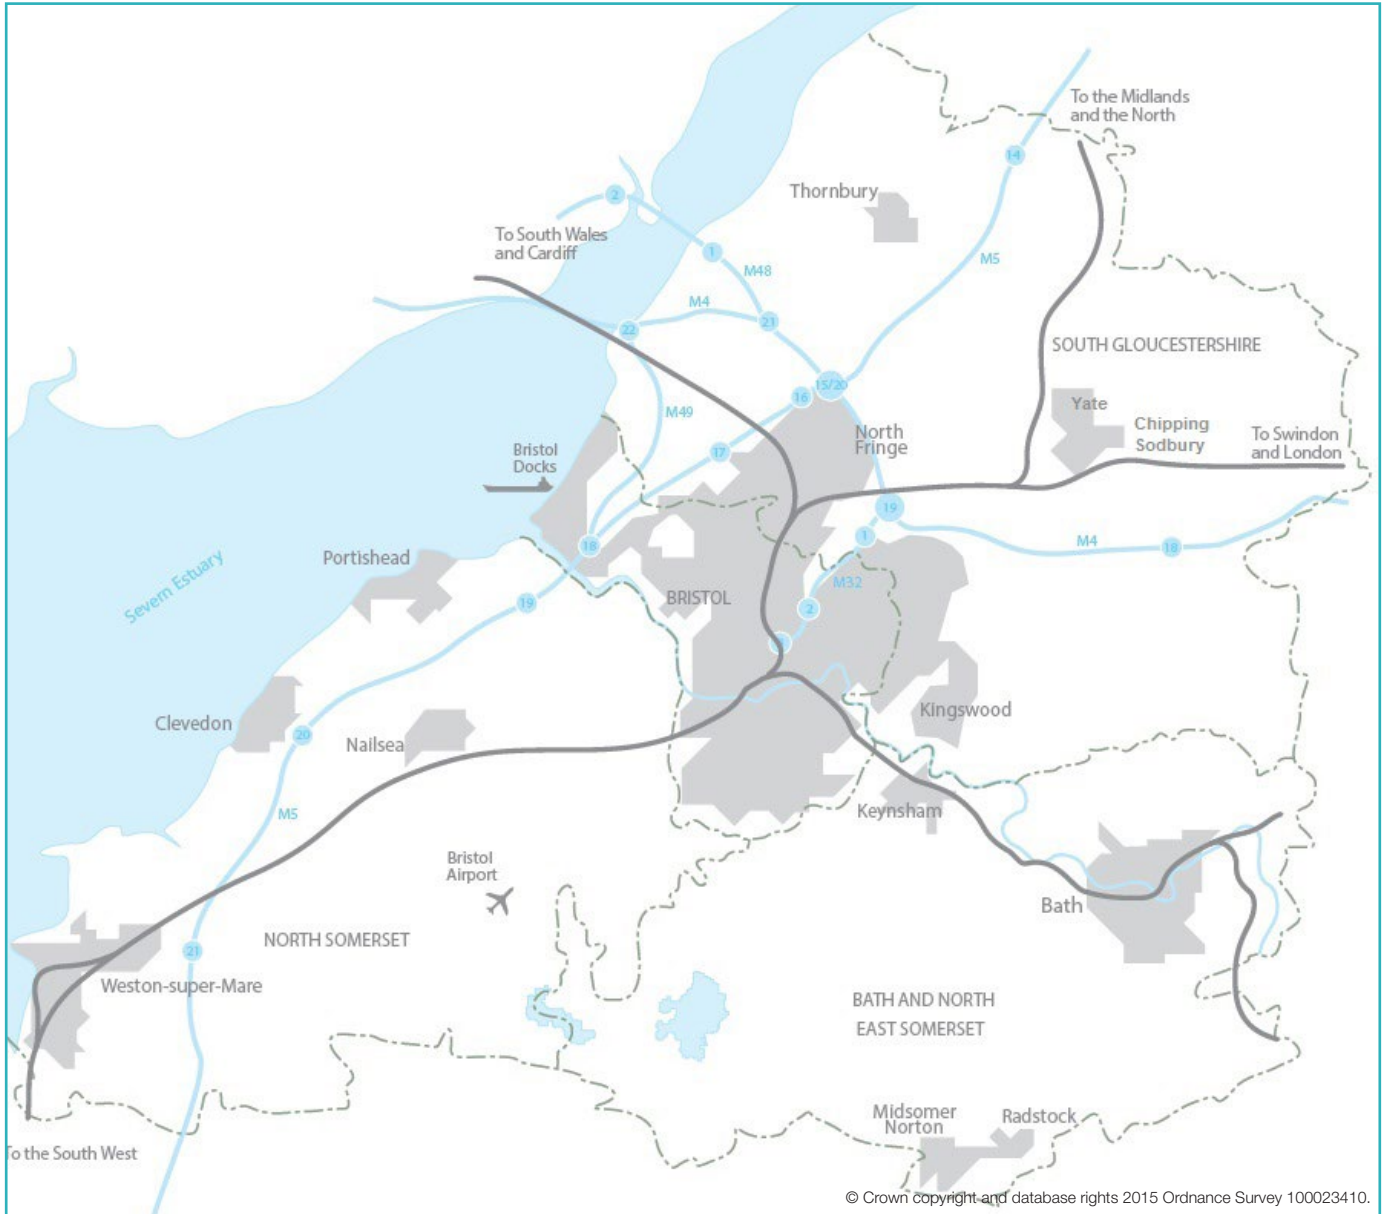 To the Midlands
and the North
14
Thornbury
2
To South Wales
and Cardiff
1
M48
M5
M4
22
21
SOUTH GLOUCESTERSHIRE
15/20
16
M49
Yate
Chipping
Sodbury
North
Fringe
To Swindon
and London
Bristol
Docks
17
19
1
18
M4
18
Portishead
Severn Estuary
M32
BRISTOL
19
2
Clevedon
20
Nailsea
Kingswood
M5
Keynsham
Bristol
Airport
Bath
NORTH SOMERSET
21
Weston-super-Mare
BATH AND NORTH
EAST SOMERSET
Midsomer
Norton
Radstock
To the South West
© Crown copyright and database rights 2015 Ordnance Survey 100023410.